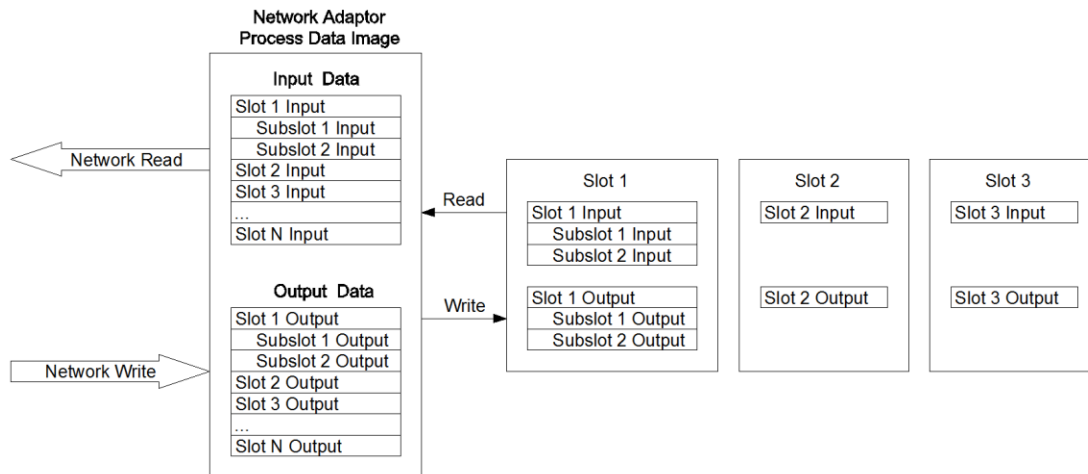 Network Adaptor
Process Data Image
Input Data
Slot 1 Input
Subslot 1 Input
Subslot 2 Input
Slot 2 Input
Slot 3 Input
...
Slot N Input
Network Read
Output Data
Slot 1 Output
Subslot 1 Output
Subslot 2 Output
Slot 2 Output
Slot 3 Output
...
Slot N Output
Network Write
Read
Write
Slot 1
Slot 1 Input
Subslot 1 Input
Subslot 2 Input
Slot 1 Output
Subslot 1 Output
Subslot 2 Output
Slot 2
Slot 2 Input
Slot 2 Output
Slot 3
Slot 3 Input
Slot 3 Output